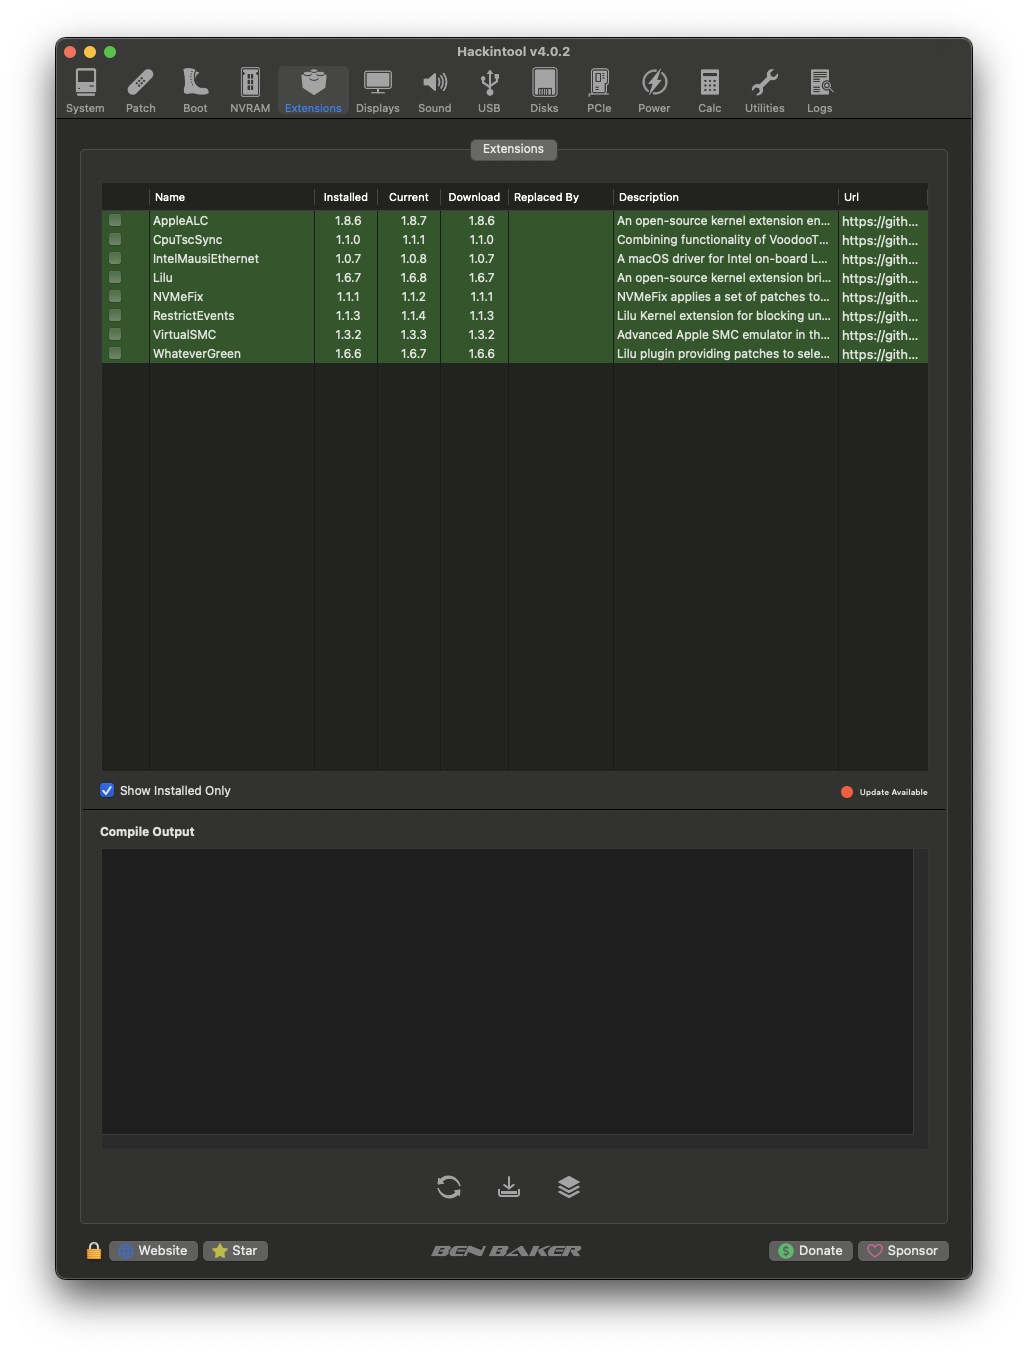 Hackintool v4.0.2
System Patch Boot NVRAM Extensions Displays Sound USB Disks PCIe Power Calc Utilities Logs
Extensions
Name Installed Current Download Replaced By Description Url
AppleALC 1.8.6 1.8.7 1.8.6 An open-source kernel extension en... https://gith...
CpuTscSync 1.1.0 1.1.1 1.1.0 Combining functionality of VoodooT... https://gith...
IntelMausiEthernet 1.0.7 1.0.8 1.0.7 A macOS driver for Intel on-board L... https://gith...
Lilu 1.6.7 1.6.8 1.6.7 An open-source kernel extension bri... https://gith...
NVMeFix 1.1.1 1.1.2 1.1.1 NVMeFix applies a set of patches to... https://gith...
RestrictEvents 1.1.3 1.1.4 1.1.3 Lilu Kernel extension for blocking un... https://gith...
VirtualSMC 1.3.2 1.3.3 1.3.2 Advanced Apple SMC emulator in th... https://gith...
WhateverGreen 1.6.6 1.6.7 1.6.6 Lilu plugin providing patches to sele... https://gith...
Show Installed Only Update Available
Compile Output
Website Star BEN BAKER Donate Sponsor